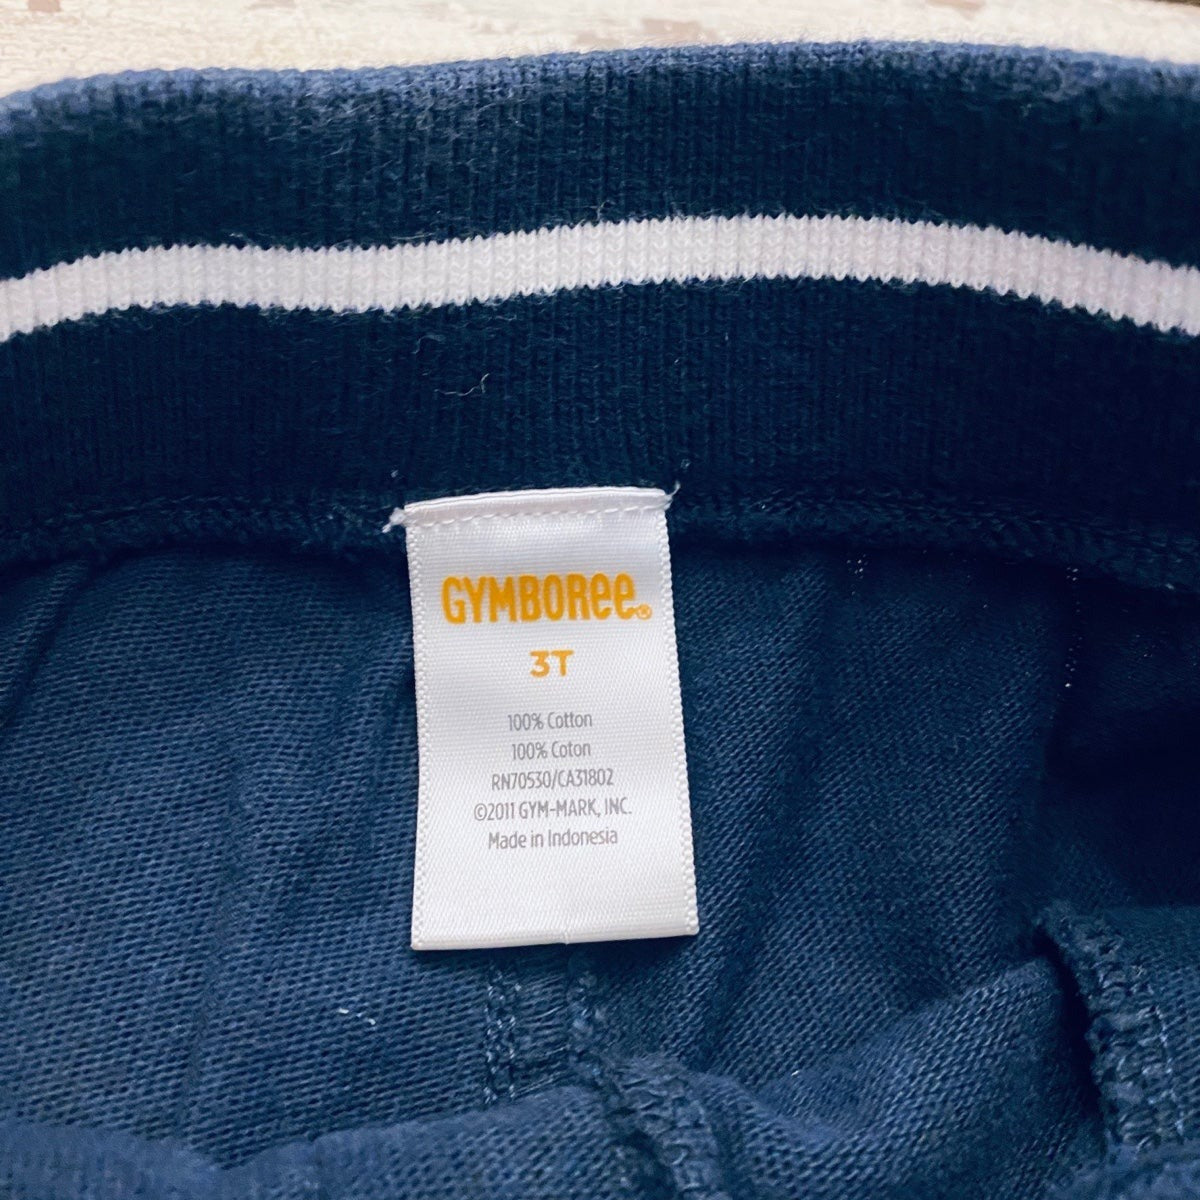 GYMBOREE®
3T
100% Cotton
100% Coton
RN70530/CA31802
©2011 GYM-MARK, INC.
Made in Indonesia